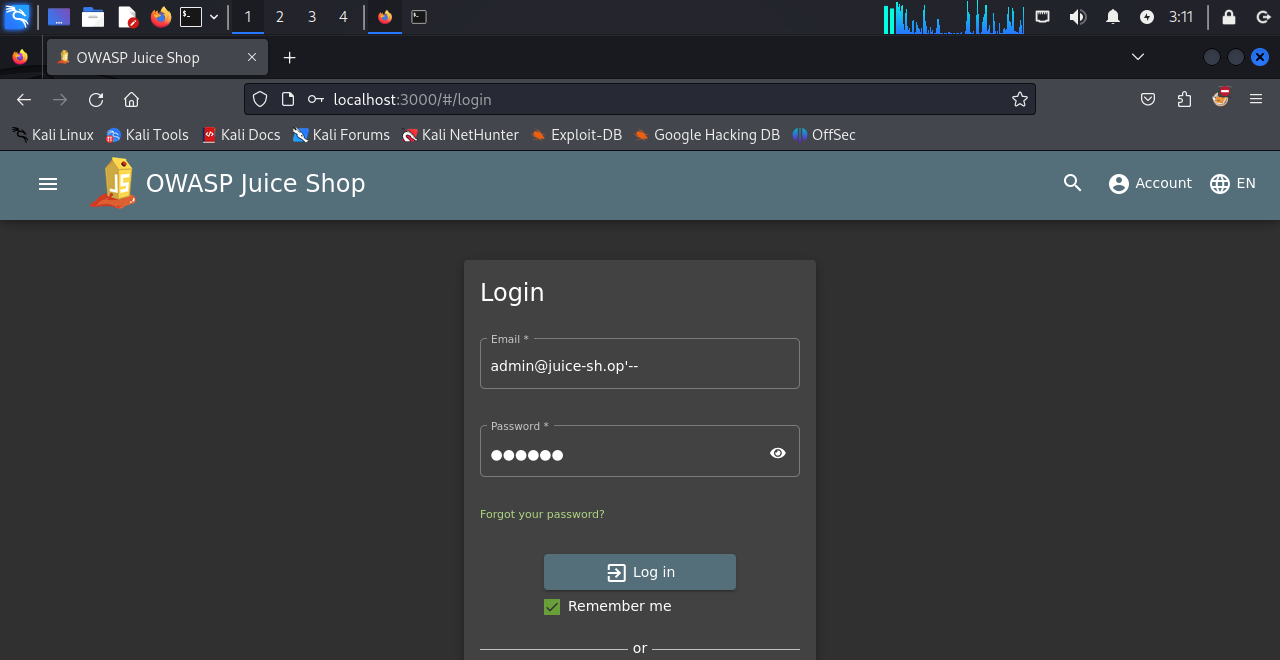 1 2 3 4 3:11
OWASP Juice Shop
localhost:3000/#/login
Kali Linux Kali Tools Kali Docs Kali Forums Kali NetHunter Exploit-DB Google Hacking DB OffSec
JS OWASP Juice Shop Account EN
Login
Email *
admin@juice-sh.op'--
Password *
●●●●●●
Forgot your password?
Log in
Remember me
or